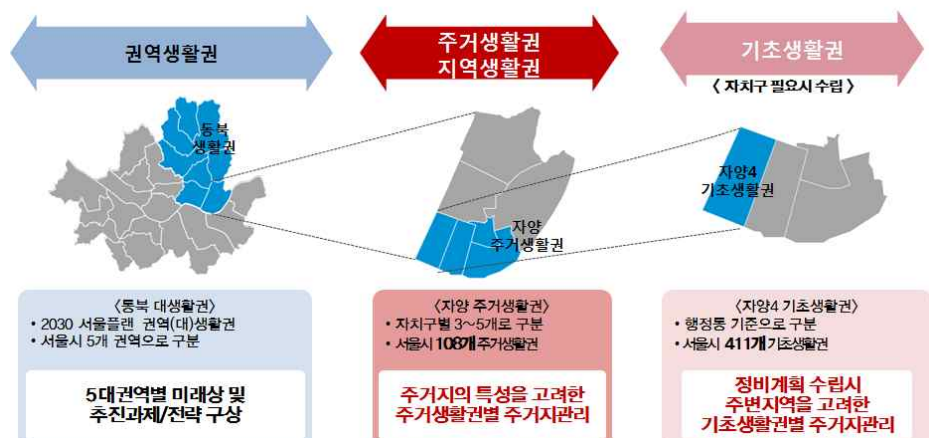 권역생활권
주거생활권
지역생활권
기초생활권
〈 자치구 필요시 수립 〉
동북
생활권
자양
주거생활권
자양4
기초생활권
〈동북 대생활권〉
• 2030 서울플랜 권역(대)생활권
• 서울시 5개 권역으로 구분
5대권역별 미래상 및
추진과제/전략 구상
〈자양 주거생활권〉
• 자치구별 3~5개로 구분
• 서울시 108개 주거생활권
주거지의 특성을 고려한
주거생활권별 주거지관리
〈자양4 기초생활권〉
• 행정동 기준으로 구분
• 서울시 411개 기초생활권
정비계획 수립시
주변지역을 고려한
기초생활권별 주거지관리